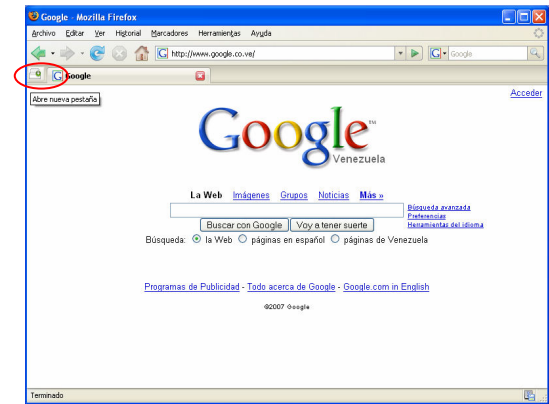 Google - Mozilla Firefox
Archivo Editar Ver Historial Marcadores Herramientas Ayuda
G http://www.google.co.ve/ G Google
G Google
Abre nueva pestaña
Acceder
Google™
Venezuela
La Web Imágenes Grupos Noticias Más »
Búsqueda avanzada
Preferencias
Herramientas del idioma
Buscar con Google Voy a tener suerte
Búsqueda: la Web páginas en español páginas de Venezuela
Programas de Publicidad - Todo acerca de Google - Google.com in English
©2007 Google
Terminado